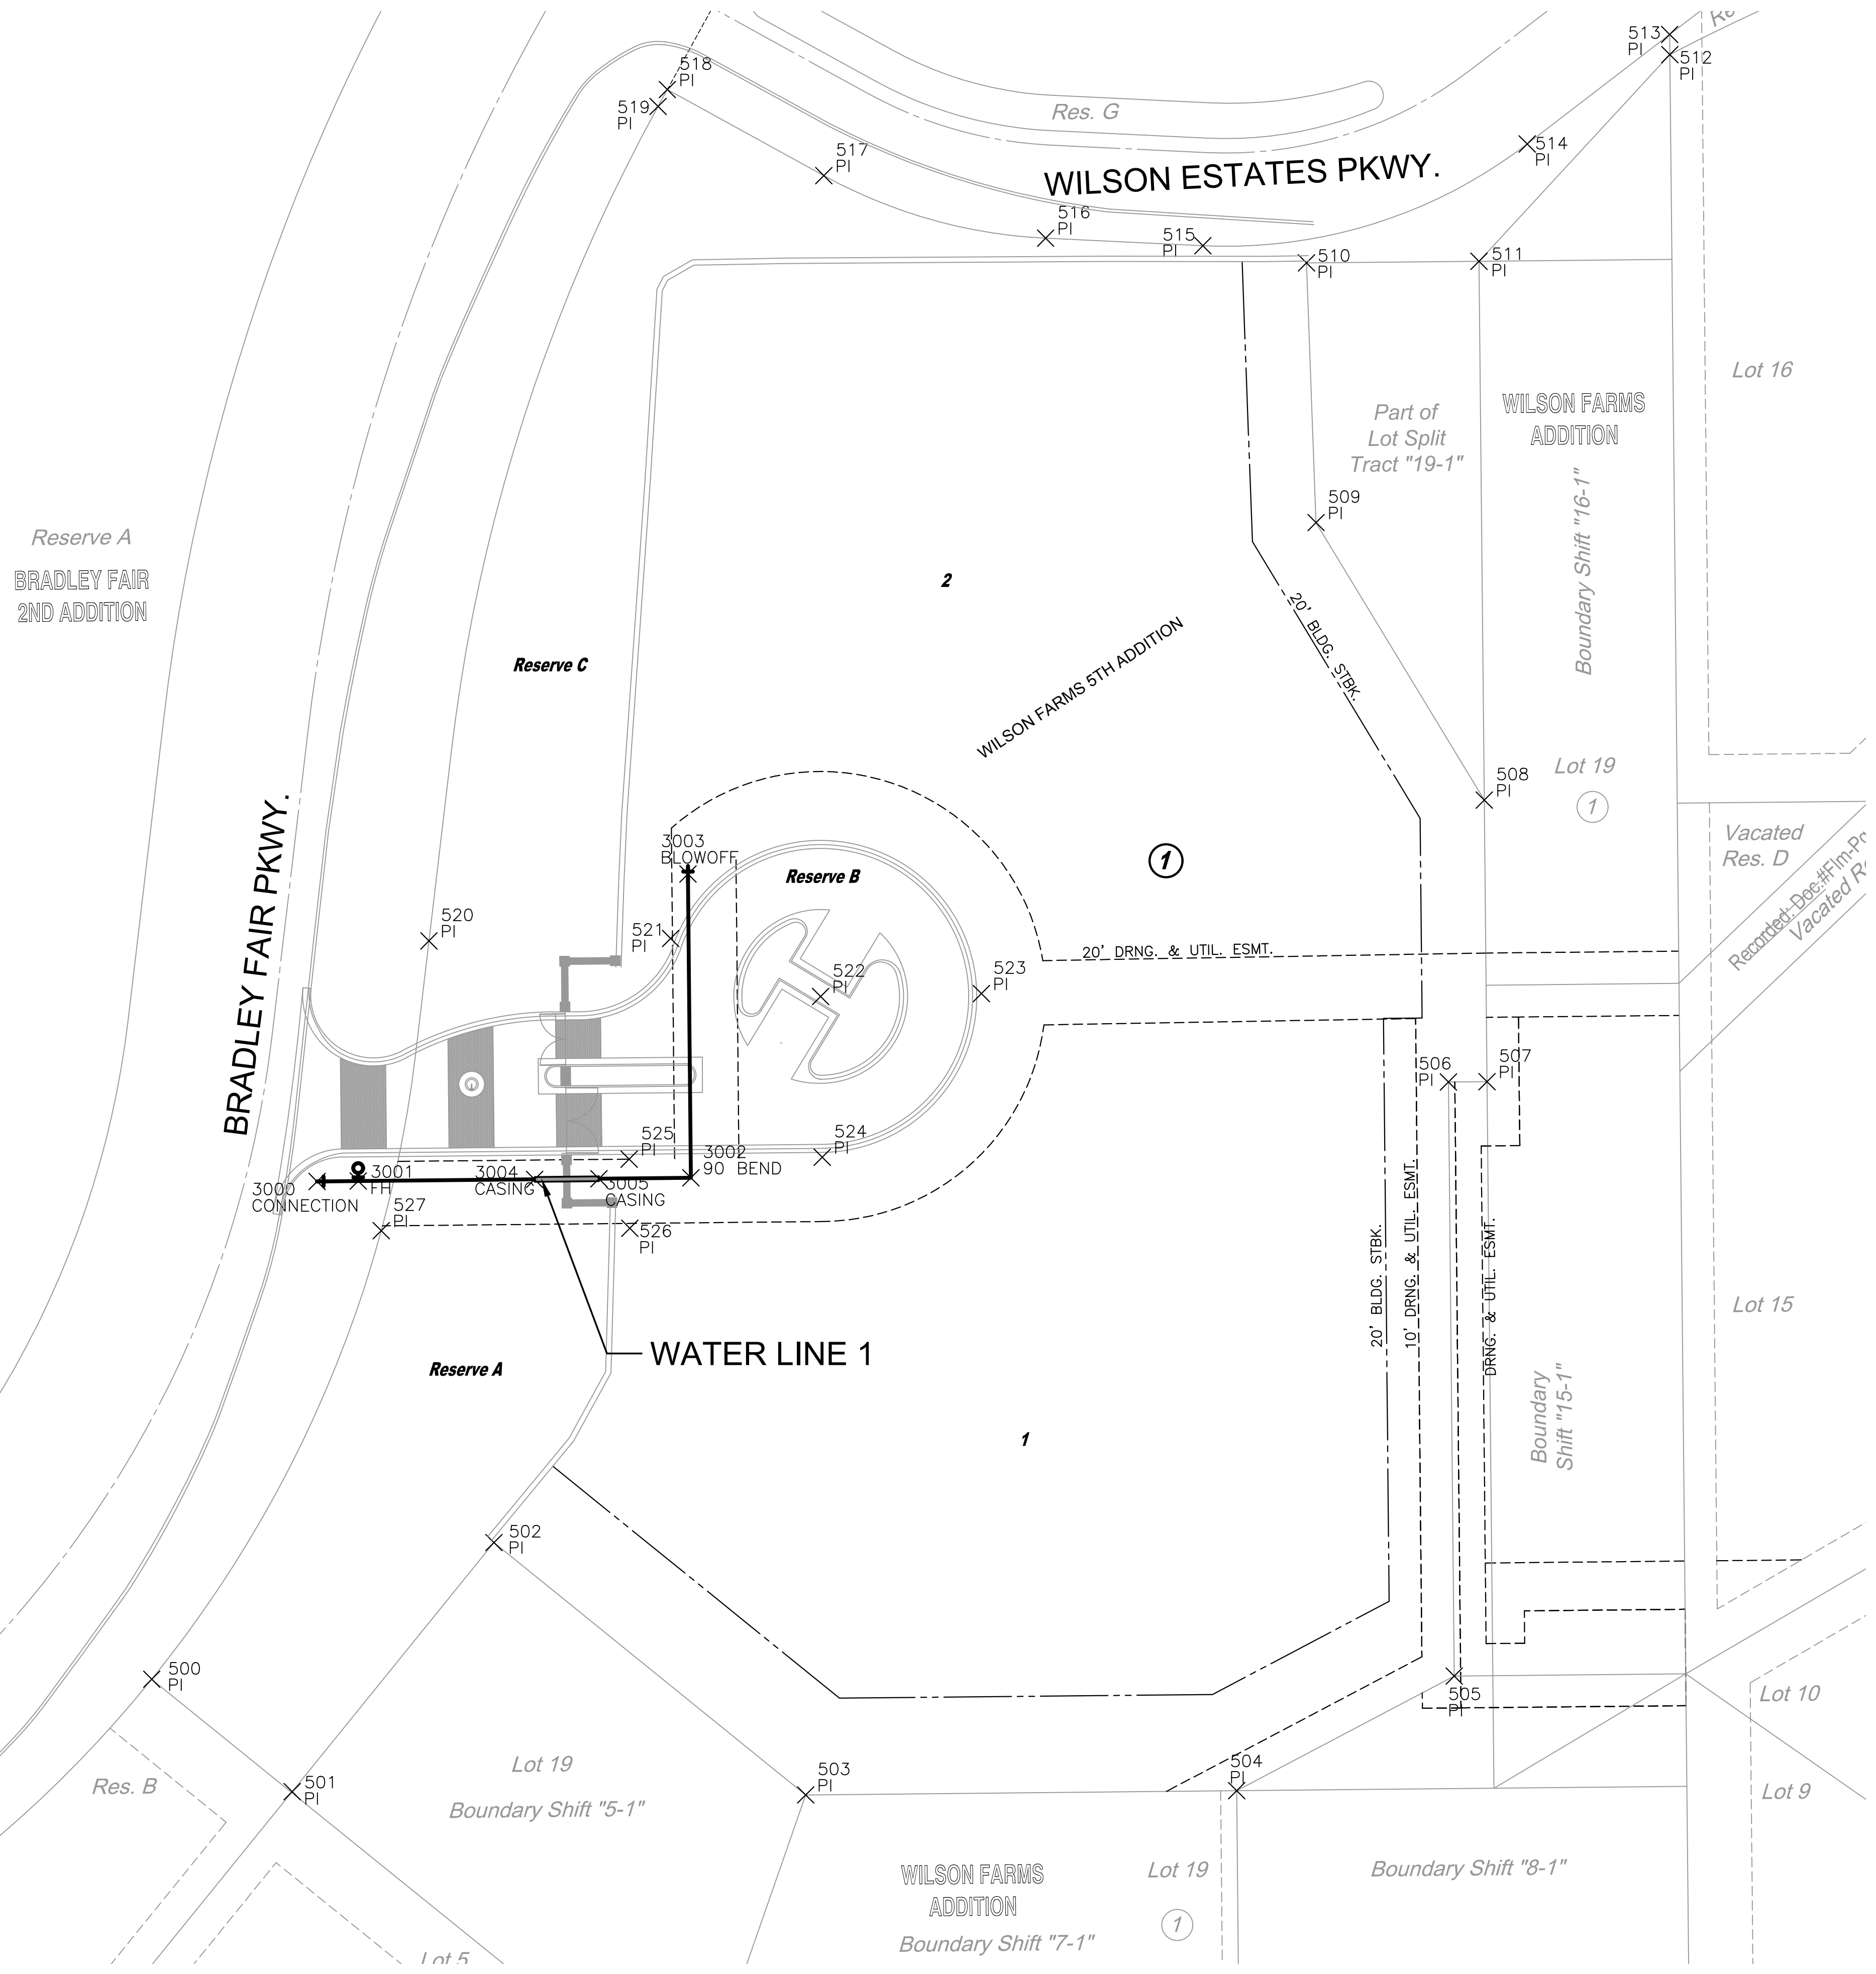 513
PI
512
PI
518
PI
519
PI
Res. G
517
PI
514
PI
WILSON ESTATES PKWY.
516
PI
515
PI
510
PI
511
PI
Lot 16
Part of
Lot Split
Tract "19-1"
WILSON FARMS
ADDITION
Boundary Shift "16-1"
509
PI
Reserve A
BRADLEY FAIR
2ND ADDITION
2
20' BLDG. STBK.
WILSON FARMS 5TH ADDITION
Reserve C
508
PI
Lot 19
1
Vacated
Res. D
Recorded: Doc.#Flm-
Vacated
3003
BLOWOFF
Reserve B
1
BRADLEY FAIR PKWY.
520
PI
521
PI
522
PI
523
PI
20' DRNG. & UTIL. ESMT.
506
PI
507
PI
525
PI
524
PI
3002
90 BEND
3000
CONNECTION
3001
FH
3004
CASING
3005
CASING
527
PI
526
PI
20' BLDG. STBK.
10' DRNG. & UTIL. ESMT.
DRNG. & UTIL. ESMT.
Lot 15
WATER LINE 1
Reserve A
1
Boundary
Shift "15-1"
502
PI
500
PI
505
PI
Lot 10
504
PI
503
PI
501
PI
Lot 19
Boundary Shift "5-1"
Res. B
Lot 9
WILSON FARMS
ADDITION
Lot 19
1
Boundary Shift "8-1"
Boundary Shift "7-1"
Lot 5